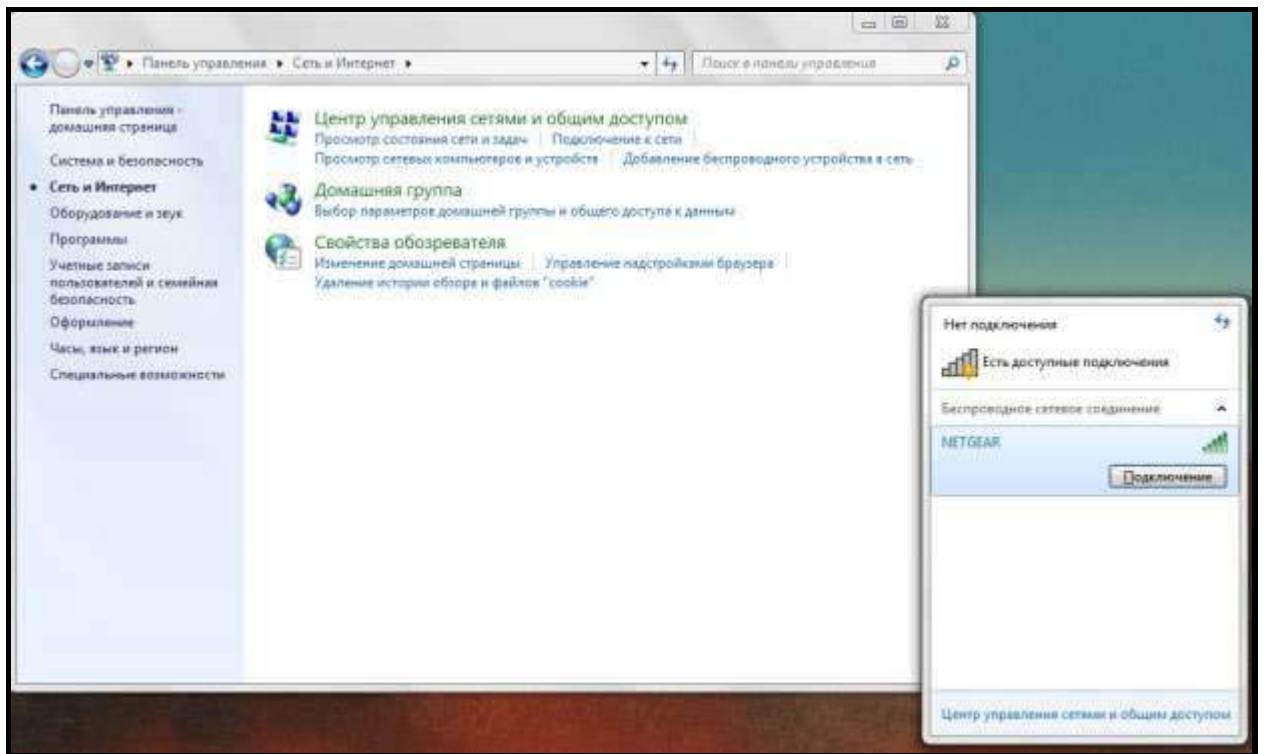 Панель управления ▸ Сеть и Интернет ▸
Поиск в панели управления
Панель управления -
домашняя страница
Система и безопасность
Сеть и Интернет
Оборудование и звук
Программы
Учетные записи
пользователей и семейная
безопасность
Оформление
Часы, язык и регион
Специальные возможности
Центр управления сетями и общим доступом
Просмотр состояния сети и задач
Подключение к сети
Просмотр сетевых компьютеров и устройств
Добавление беспроводного устройства в сеть
Домашняя группа
Выбор параметров домашней группы и общего доступа к данным
Свойства обозревателя
Изменение домашней страницы
Управление надстройками браузера
Удаление истории обзора и файлов "cookie"
Нет подключения
Есть доступные подключения
Беспроводное сетевое соединение
NETGEAR
Подключение
Центр управления сетями и общим доступом